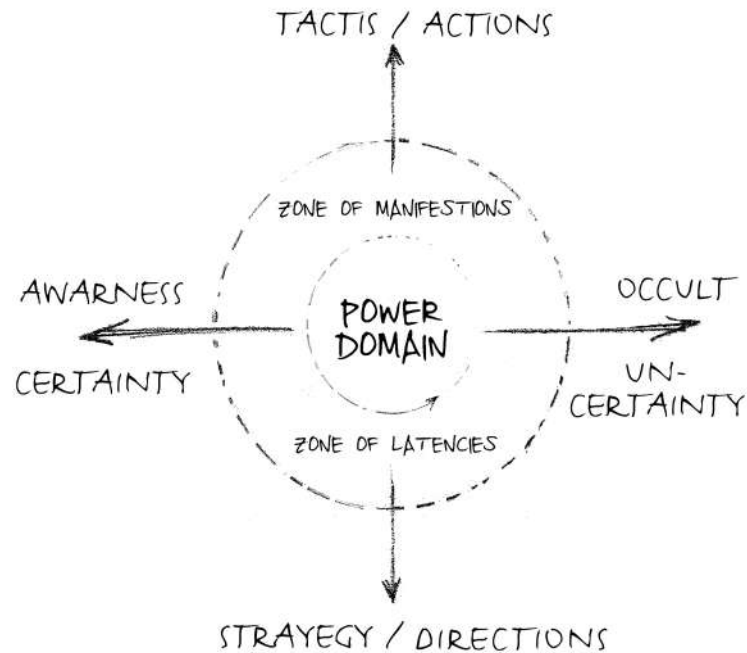 TACTIS / ACTIONS
ZONE OF MANIFESTIONS
AWARNESS
OCCULT
POWER
DOMAIN
CERTAINTY
UN-
CERTAINTY
ZONE OF LATENCIES
STRAYEGY / DIRECTIONS